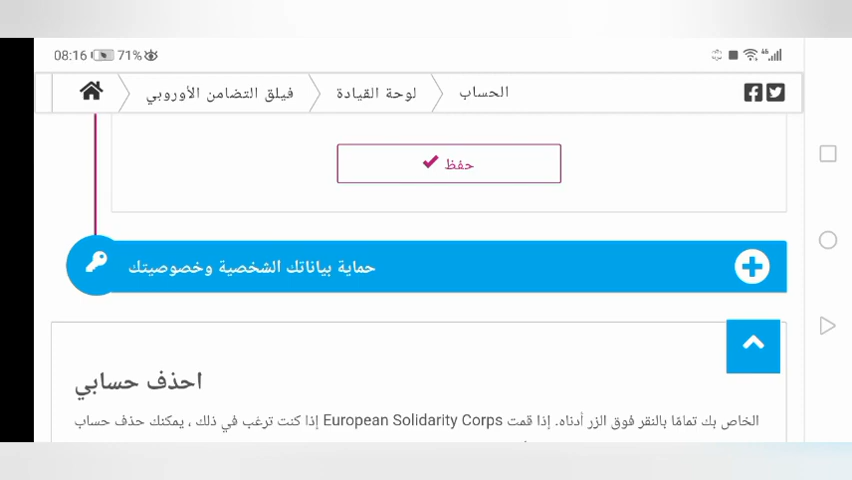 08:16 71%
فيلق التضامن الأوروبي
لوحة القيادة
الحساب
حفظ
حماية بياناتك الشخصية وخصوصيتك
احذف حسابي
الخاص بك تمامًا بالنقر فوق الزر أدناه. إذا قمت European Solidarity Corps إذا كنت ترغب في ذلك ، يمكنك حذف حساب